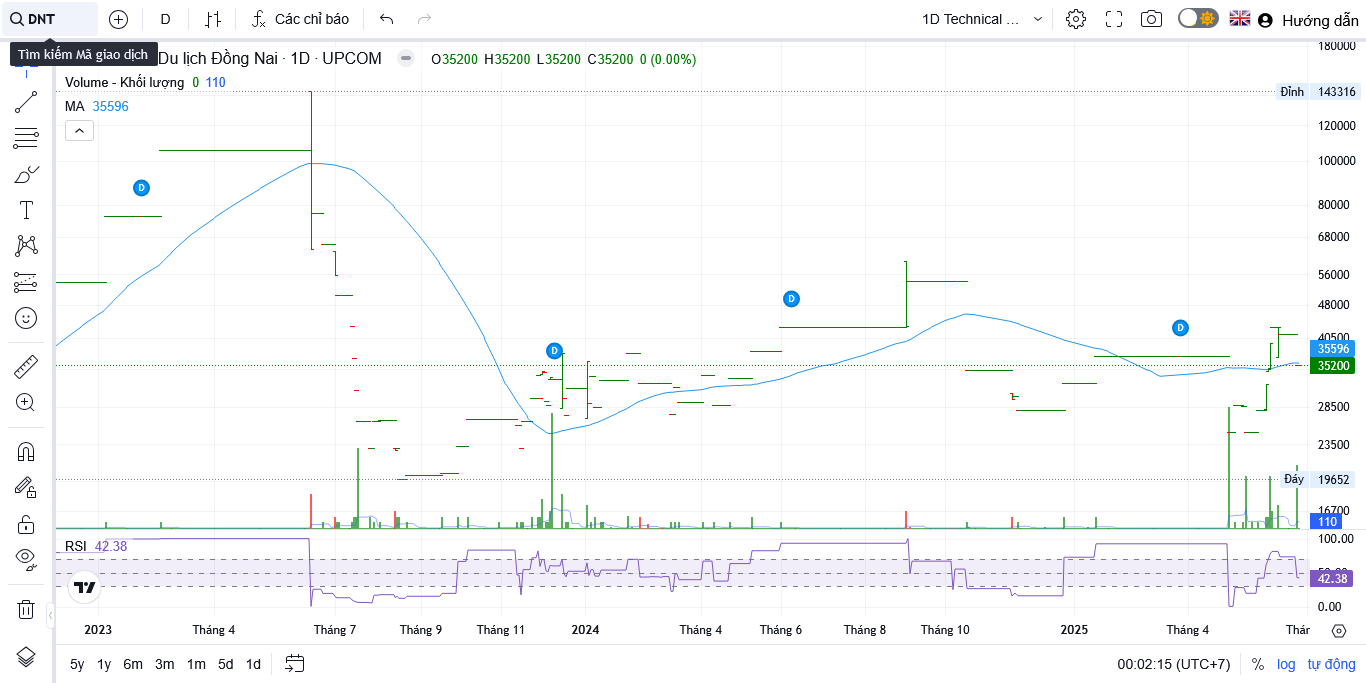 DNT
D
Các chỉ báo
1D Technical ...
Hướng dẫn
Tìm kiếm Mã giao dịch
Du lịch Đồng Nai · 1D · UPCOM
O35200 H35200 L35200 C35200 0 (0.00%)
Volume - Khối lượng 0 110
MA 35596
180000
Đỉnh 143316
120000
100000
80000
68000
56000
48000
40500
35596
35200
28500
23500
Đáy 19652
16700
110
D
D
D
D
RSI 42.38
100.00
42.38
0.00
2023 Tháng 4 Tháng 7 Tháng 9 Tháng 11 2024 Tháng 4 Tháng 6 Tháng 8 Tháng 10 2025 Tháng 4 Thár
5y 1y 6m 3m 1m 5d 1d
00:02:15 (UTC+7) % log tự động